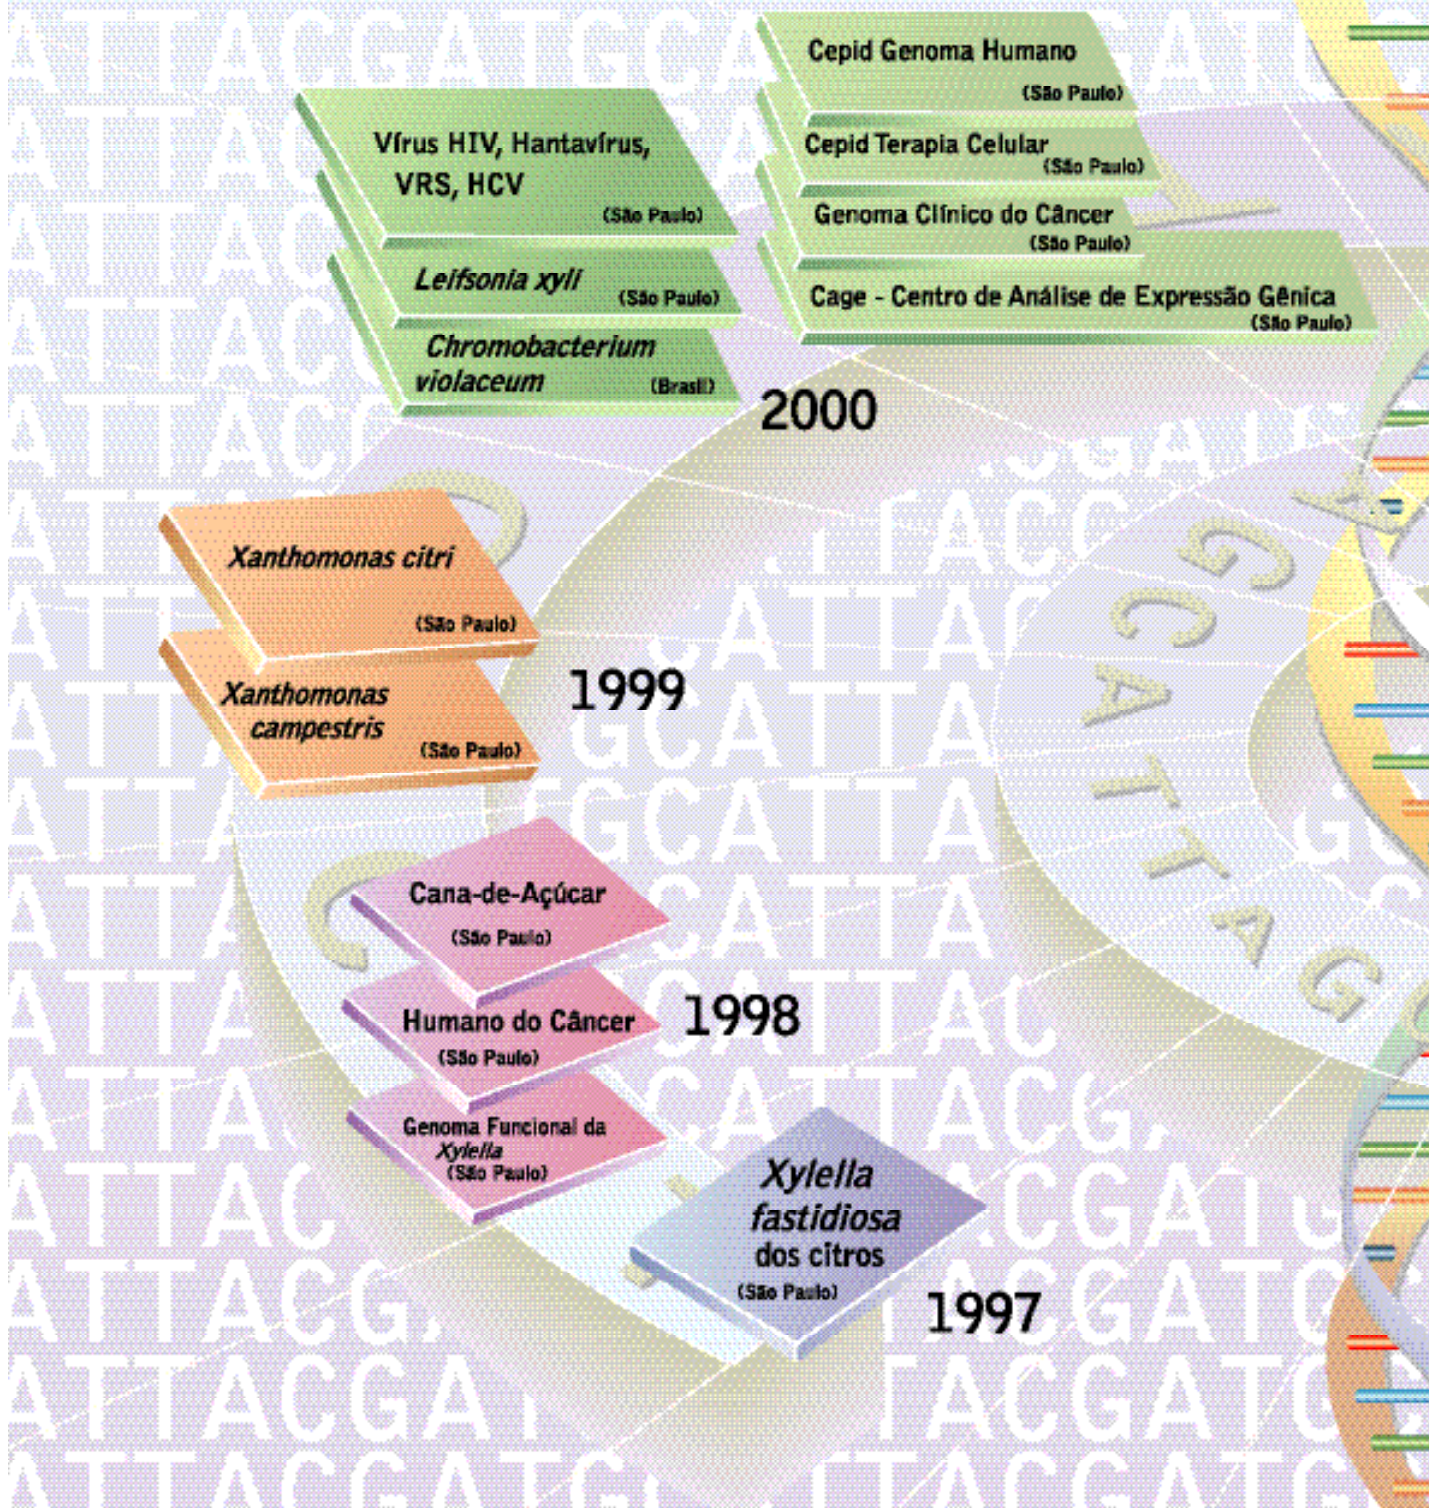 Cepid Genoma Humano
(São Paulo)
Cepid Terapia Celular
(São Paulo)
Genoma Clínico do Câncer
(São Paulo)
Cage - Centro de Análise de Expressão Gênica
(São Paulo)
Vírus HIV, Hantavírus,
VRS, HCV
(São Paulo)
Leifsonia xyli
(São Paulo)
Chromobacterium
violaceum (Brasil)
2000
Xanthomonas citri
(São Paulo)
Xanthomonas
campestris
(São Paulo)
1999
Cana-de-Açúcar
(São Paulo)
Humano do Câncer
(São Paulo)
Genoma Funcional da
Xylella
(São Paulo)
1998
Xylella
fastidiosa
dos citros
(São Paulo)
1997